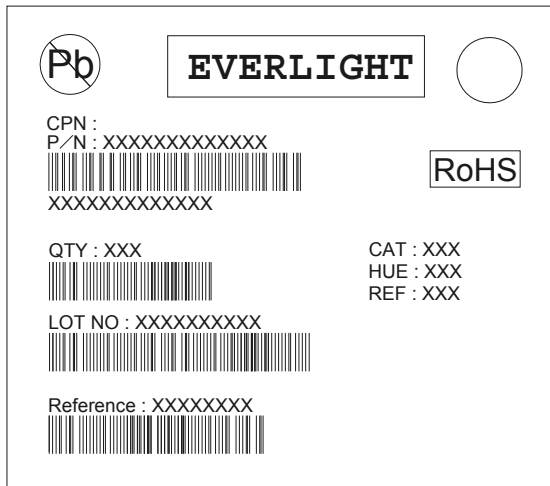 Pb
EVERLIGHT
CPN :
P/N : XXXXXXXXXXXXX
RoHS
XXXXXXXXXXXXX
QTY : XXX
CAT : XXX
HUE : XXX
REF : XXX
LOT NO : XXXXXXXXXX
Reference : XXXXXXXX